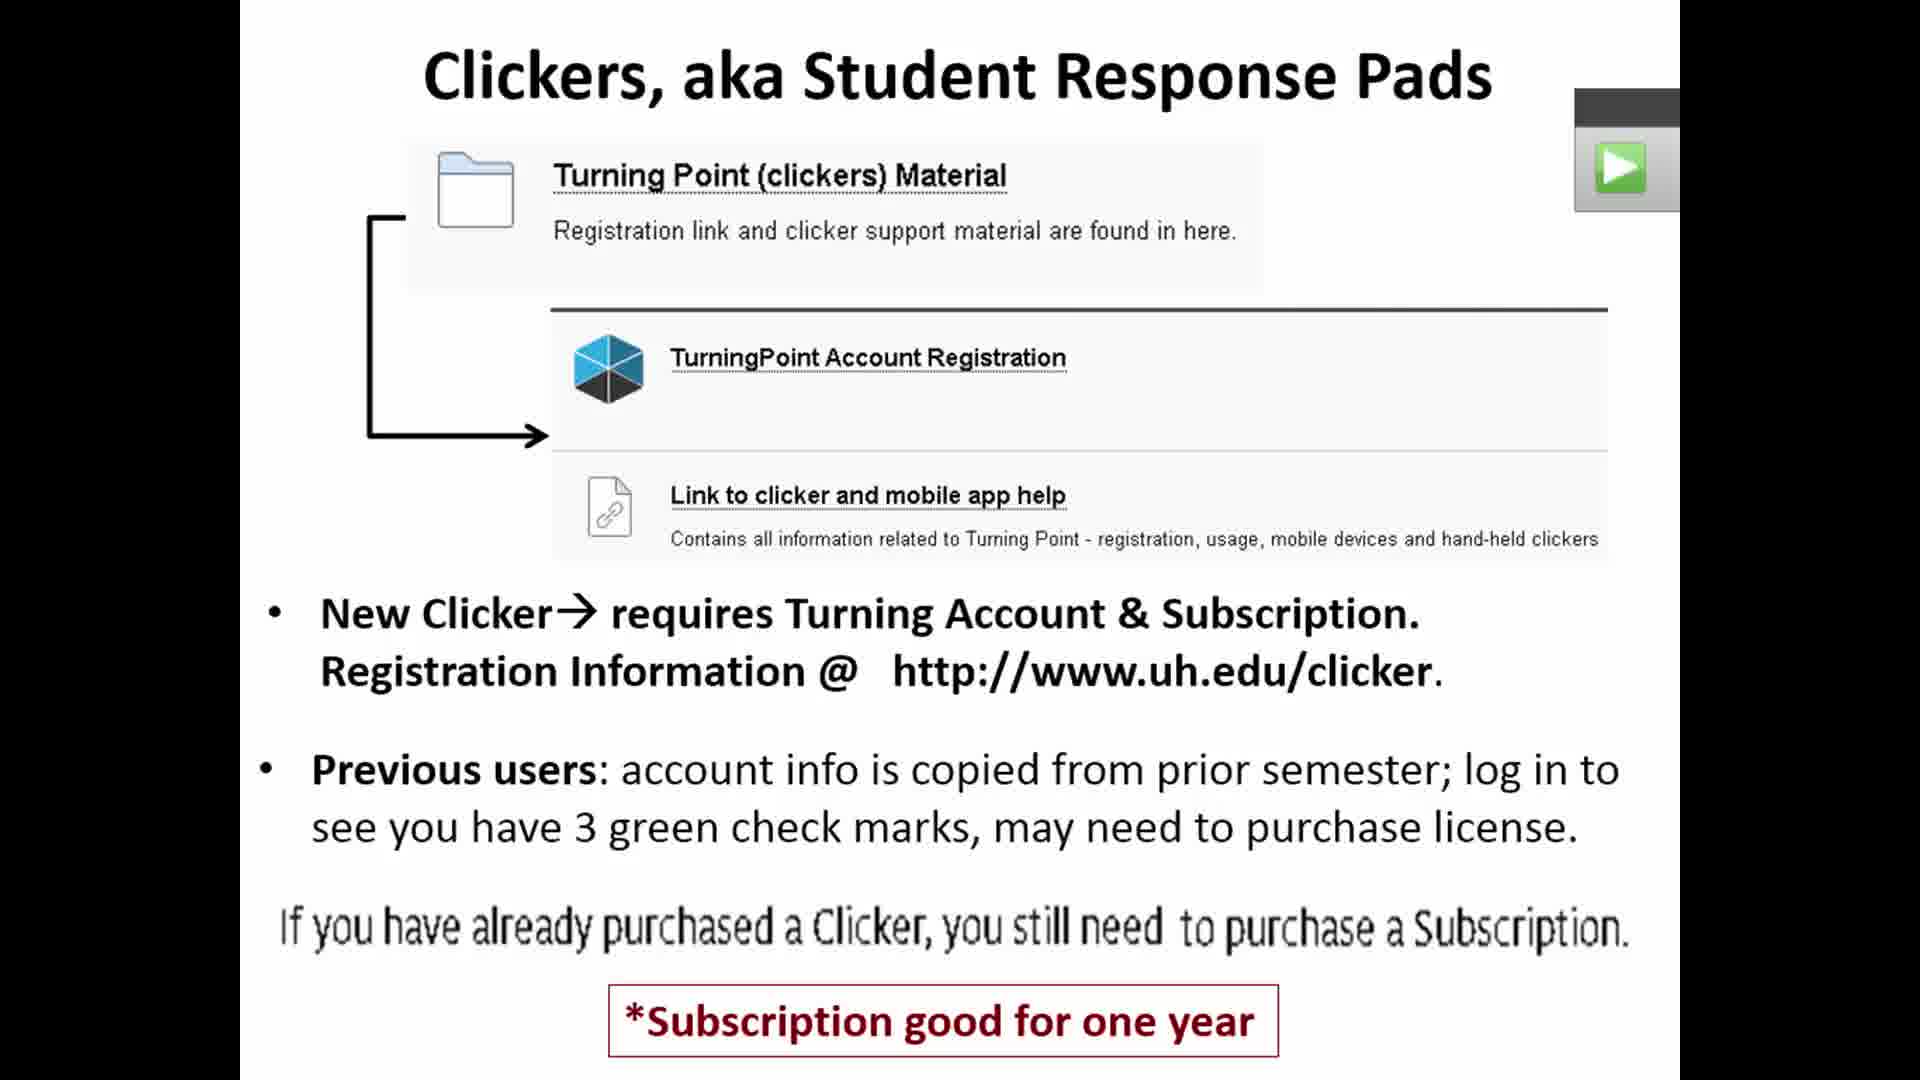 Clickers, aka Student Response Pads
Turning Point (clickers) Material
Registration link and clicker support material are found in here.
TurningPoint Account Registration
Link to clicker and mobile app help
Contains all information related to Turning Point - registration, usage, mobile devices and hand-held clickers
• New Clicker→ requires Turning Account & Subscription.
Registration Information @ http://www.uh.edu/clicker.
• Previous users: account info is copied from prior semester; log in to
see you have 3 green check marks, may need to purchase license.
If you have already purchased a Clicker, you still need to purchase a Subscription.
*Subscription good for one year